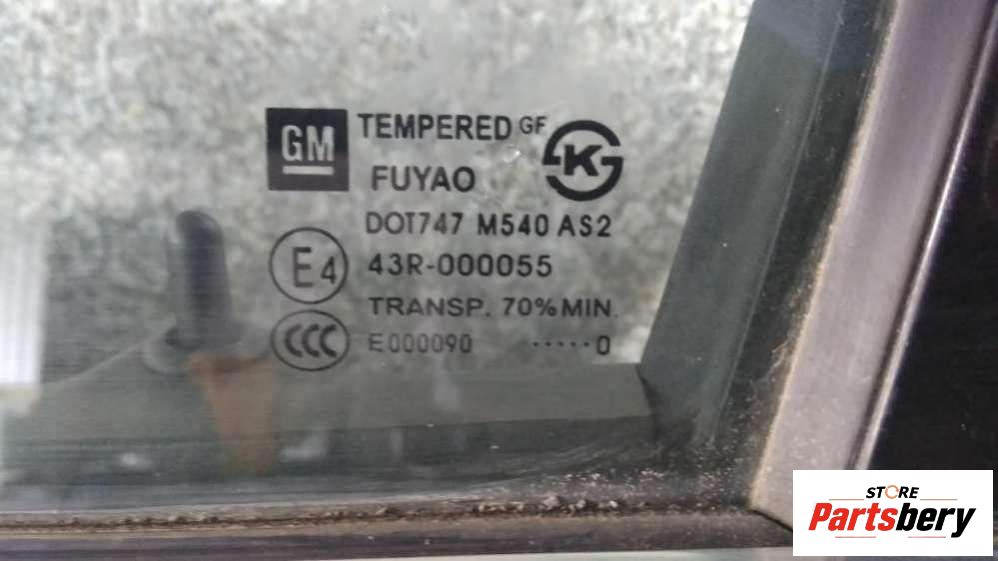 GM TEMPERED GF
K
FUYAO
DOT747 M540 AS2
E4 43R-000055
TRANSP. 70%MIN.
CCC E000090 ·····0
STORE
Partsbery